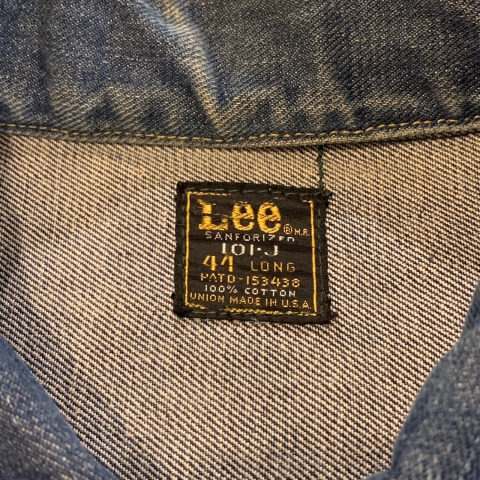 Lee ® M.R.
SANFORIZED
101-J
44 LONG
PATD-153438
100% COTTON
UNION MADE IN U.S.A.